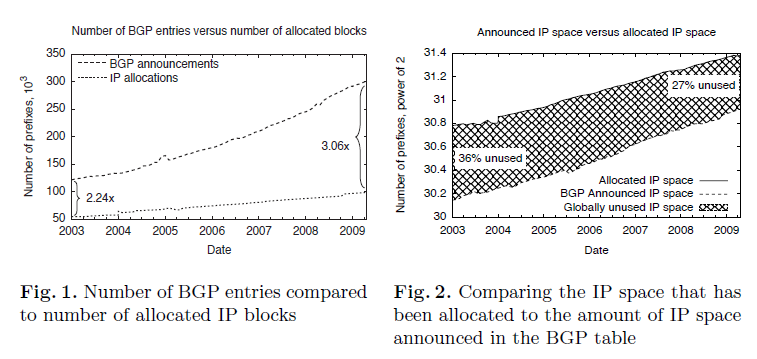 Number of BGP entries versus number of allocated blocks
350
300
250
200
150
100
50
Number of prefixes, 10³
BGP announcements
IP allocations
2.24x
3.06x
2003 2004 2005 2006 2007 2008 2009
Date
Fig. 1. Number of BGP entries compared
to number of allocated IP blocks
Announced IP space versus allocated IP space
31.4
31.2
31
30.8
30.6
30.4
30.2
30
Number of prefixes, power of 2
27% unused
36% unused
Allocated IP space
BGP Announced IP space
Globally unused IP space
2003 2004 2005 2006 2007 2008 2009
Date
Fig. 2. Comparing the IP space that has
been allocated to the amount of IP space
announced in the BGP table